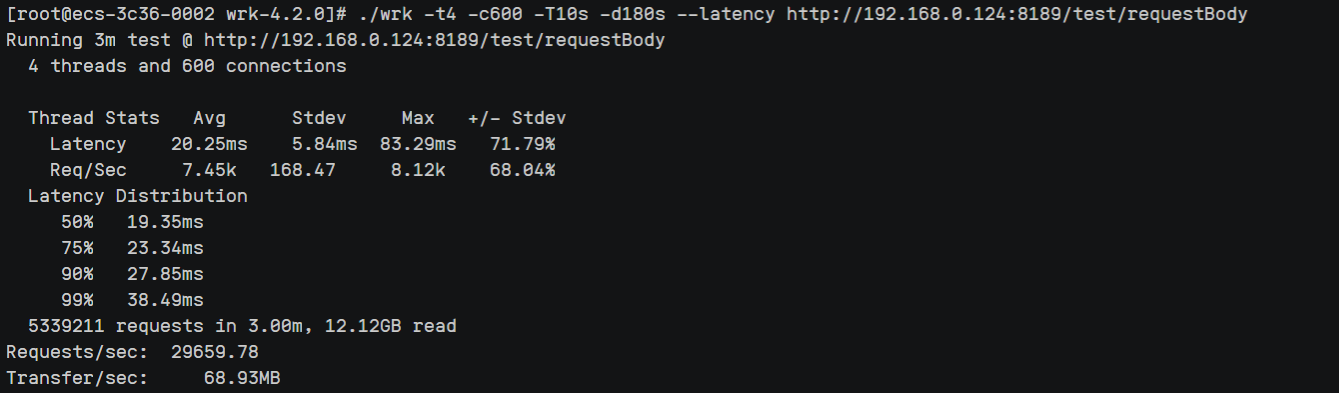 [root@ecs-3c36-0002 wrk-4.2.0]# ./wrk -t4 -c600 -T10s -d180s --latency http://192.168.0.124:8189/test/requestBody
Running 3m test @ http://192.168.0.124:8189/test/requestBody
  4 threads and 600 connections

  Thread Stats   Avg      Stdev     Max   +/- Stdev
    Latency    20.25ms    5.84ms  83.29ms   71.79%
    Req/Sec     7.45k   168.47     8.12k    68.04%
  Latency Distribution
     50%   19.35ms
     75%   23.34ms
     90%   27.85ms
     99%   38.49ms
  5339211 requests in 3.00m, 12.12GB read
Requests/sec:  29659.78
Transfer/sec:     68.93MB